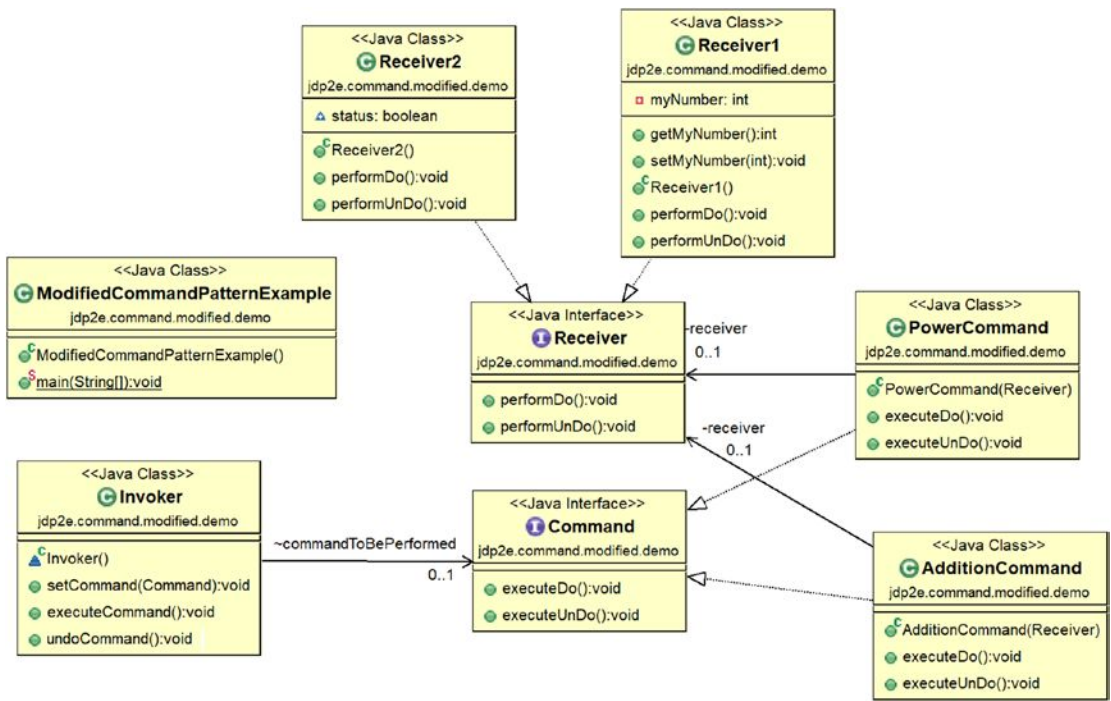 <<Java Class>>
Receiver2
jdp2e.command.modified.demo
status: boolean
Receiver2()
performDo():void
performUnDo():void
<<Java Class>>
Receiver1
jdp2e.command.modified.demo
myNumber: int
getMyNumber():int
setMyNumber(int):void
Receiver1()
performDo():void
performUnDo():void
<<Java Class>>
ModifiedCommandPatternExample
jdp2e.command.modified.demo
ModifiedCommandPatternExample()
main(String[]):void
<<Java Interface>>
Receiver
jdp2e.command.modified.demo
performDo():void
performUnDo():void
-receiver
0..1
<<Java Class>>
PowerCommand
jdp2e.command.modified.demo
PowerCommand(Receiver)
executeDo():void
executeUnDo():void
-receiver
0..1
<<Java Class>>
Invoker
jdp2e.command.modified.demo
Invoker()
setCommand(Command):void
executeCommand():void
undoCommand():void
~commandToBePerformed
0..1
<<Java Interface>>
Command
jdp2e.command.modified.demo
executeDo():void
executeUnDo():void
<<Java Class>>
AdditionCommand
jdp2e.command.modified.demo
AdditionCommand(Receiver)
executeDo():void
executeUnDo():void